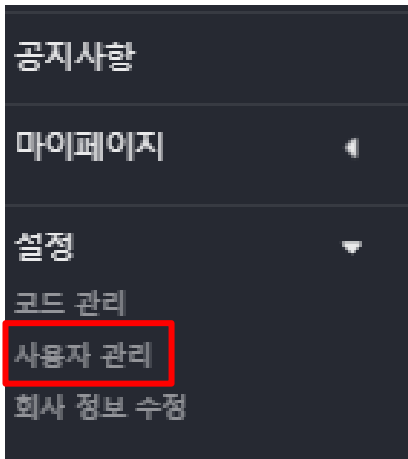 공지사항
마이페이지
설정
코드 관리
사용자 관리
회사 정보 수정